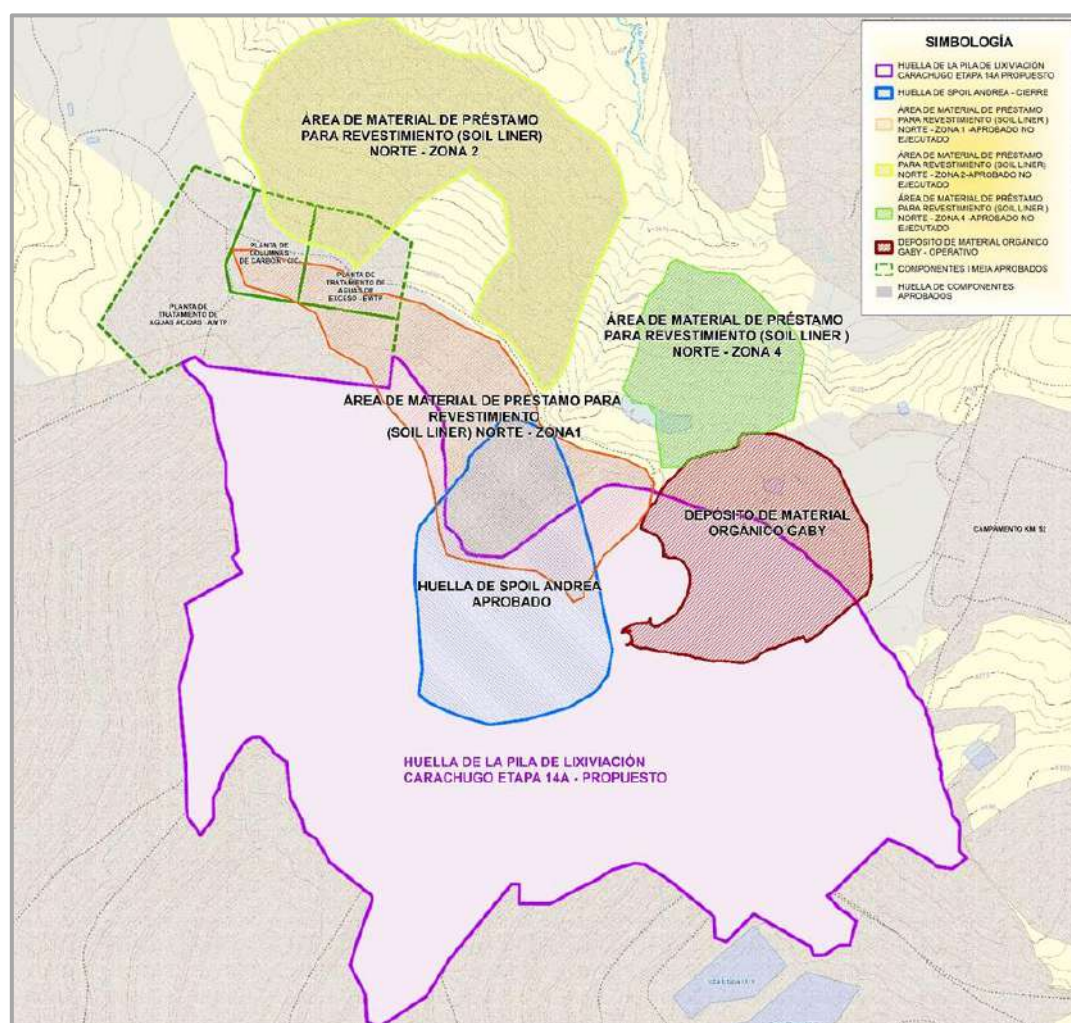 ÁREA DE MATERIAL DE PRÉSTAMO
PARA REVESTIMIENTO (SOIL LINER)
NORTE - ZONA 2
PLANTA DE
COLUMNAS
DE CARBON - CIC
PLANTA DE
TRATAMIENTO DE
AGUAS DE
EXCESO - EWTP
PLANTA DE
TRATAMIENTO DE
AGUAS ACIDAS - AWTP
ÁREA DE MATERIAL DE PRÉSTAMO
PARA REVESTIMIENTO (SOIL LINER )
NORTE - ZONA 4
ÁREA DE MATERIAL DE PRÉSTAMO PARA
REVESTIMIENTO
(SOIL LINER) NORTE - ZONA1
DEPÓSITO DE MATERIAL
ORGÁNICO GABY
HUELLA DE SPOIL ANDREA
APROBADO
HUELLA DE LA PILA DE LIXIVIACIÓN
CARACHUGO ETAPA 14A - PROPUESTO
SIMBOLOGÍA
HUELLA DE LA PILA DE LIXIVIACIÓN
CARACHUGO ETAPA 14A PROPUESTO
HUELLA DE SPOIL ANDREA - CIERRE
ÁREA DE MATERIAL DE PRÉSTAMO
PARA REVESTIMIENTO (SOIL LINER )
NORTE - ZONA 1 -APROBADO NO
EJECUTADO
ÁREA DE MATERIAL DE PRÉSTAMO
PARA REVESTIMIENTO (SOIL LINER)
NORTE - ZONA 2-APROBADO NO
EJECUTADO
ÁREA DE MATERIAL DE PRÉSTAMO
PARA REVESTIMIENTO (SOIL LINER )
NORTE - ZONA 4 -APROBADO NO
EJECUTADO
DEPÓSITO DE MATERIAL ORGÁNICO
GABY - OPERATIVO
COMPONENTES I MEIA APROBADOS
HUELLA DE COMPONENTES
APROBADOS
CAMPAMENTO KM